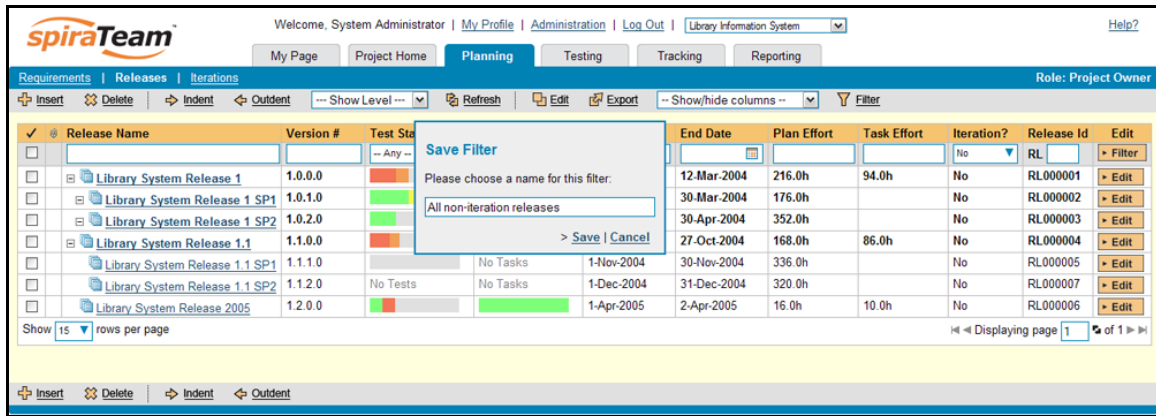 spiraTeam
Welcome, System Administrator | My Profile | Administration | Log Out | Library Information System
Help?
My Page Project Home Planning Testing Tracking Reporting
Requirements | Releases | Iterations
Role: Project Owner
Insert Delete Indent Outdent --- Show Level --- Refresh Edit Export -- Show/hide columns -- Filter
Release Name Version # Test Sta End Date Plan Effort Task Effort Iteration? Release Id Edit
-- Any -- No RL Filter
Library System Release 1 1.0.0.0 12-Mar-2004 216.0h 94.0h No RL000001 Edit
Library System Release 1 SP1 1.0.1.0 30-Mar-2004 176.0h No RL000002 Edit
Library System Release 1 SP2 1.0.2.0 30-Apr-2004 352.0h No RL000003 Edit
Library System Release 1.1 1.1.0.0 27-Oct-2004 168.0h 86.0h No RL000004 Edit
Library System Release 1.1 SP1 1.1.1.0 No Tasks 1-Nov-2004 30-Nov-2004 336.0h No RL000005 Edit
Library System Release 1.1 SP2 1.1.2.0 No Tests No Tasks 1-Dec-2004 31-Dec-2004 320.0h No RL000007 Edit
Library System Release 2005 1.2.0.0 1-Apr-2005 2-Apr-2005 16.0h 10.0h No RL000006 Edit
Save Filter
Please choose a name for this filter:
All non-iteration releases
> Save | Cancel
Show 15 rows per page
Displaying page 1 of 1
Insert Delete Indent Outdent